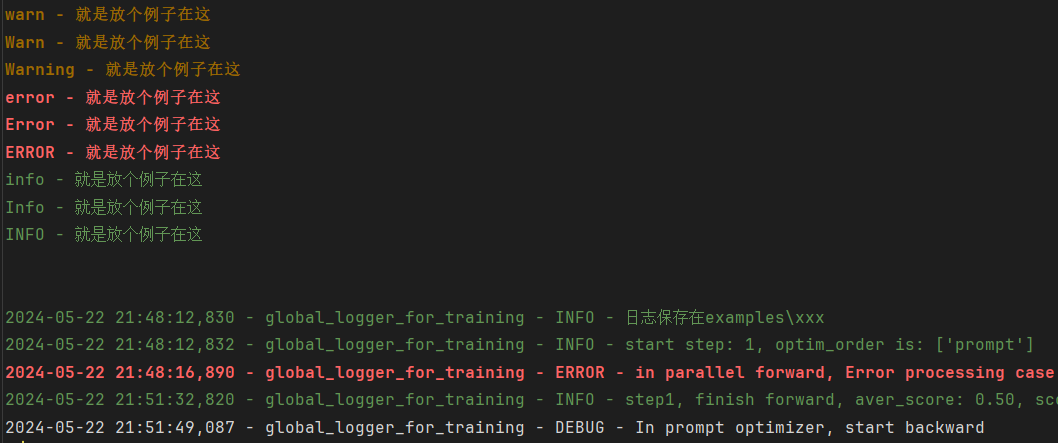 warn - 就是放个例子在这
Warn - 就是放个例子在这
Warning - 就是放个例子在这
error - 就是放个例子在这
Error - 就是放个例子在这
ERROR - 就是放个例子在这
info - 就是放个例子在这
Info - 就是放个例子在这
INFO - 就是放个例子在这
2024-05-22 21:48:12,830 - global_logger_for_training - INFO - 日志保存在examples\xxx
2024-05-22 21:48:12,832 - global_logger_for_training - INFO - start step: 1, optim_order is: ['prompt']
2024-05-22 21:48:16,890 - global_logger_for_training - ERROR - in parallel forward, Error processing case
2024-05-22 21:51:32,820 - global_logger_for_training - INFO - step1, finish forward, aver_score: 0.50,
2024-05-22 21:51:49,087 - global_logger_for_training - DEBUG - In prompt optimizer, start backward